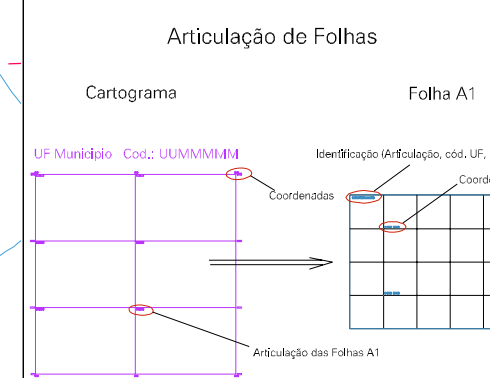 Articulação de Folhas
Cartograma
Folha A1
UF Municipio Cod.: UUMMMMM
Identificação (Articulação, cód. UF,
Coordenadas
Coord
Articulação das Folhas A1